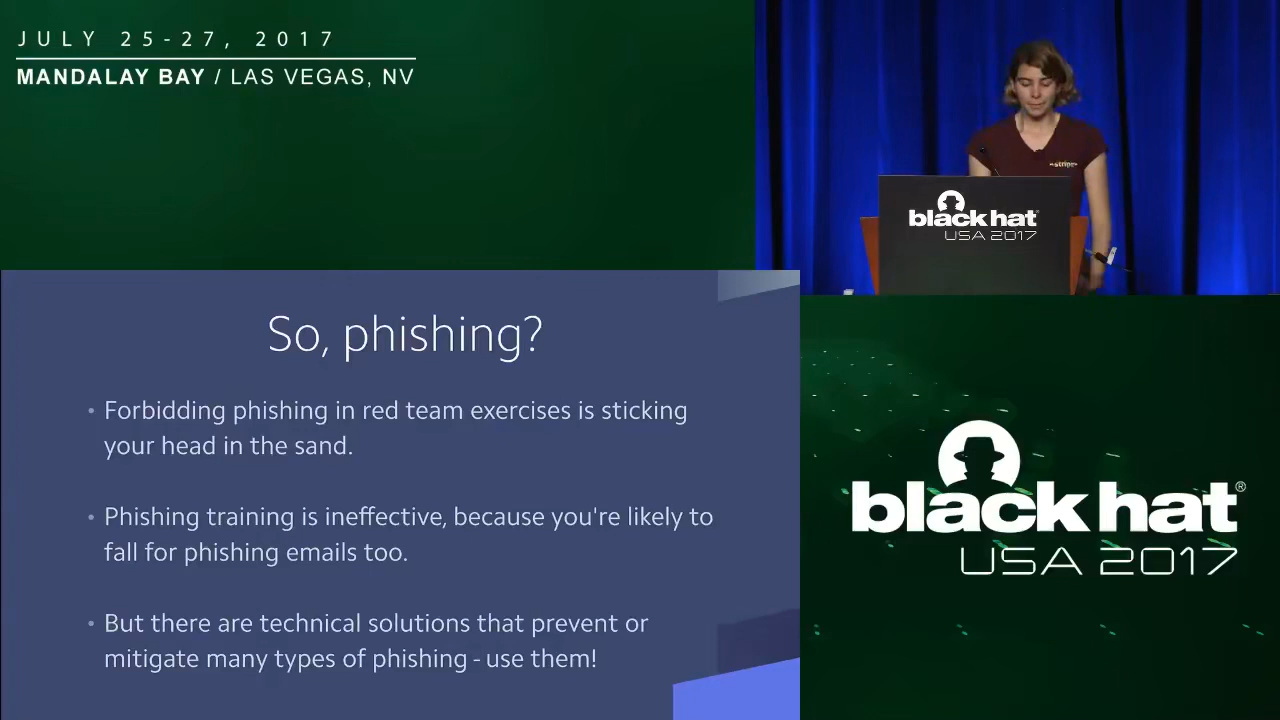 JULY 25-27, 2017
MANDALAY BAY / LAS VEGAS, NV
stripe
black hat
USA 2017
So, phishing?
• Forbidding phishing in red team exercises is sticking
your head in the sand.
• Phishing training is ineffective, because you're likely to
fall for phishing emails too.
• But there are technical solutions that prevent or
mitigate many types of phishing - use them!
black hat®
USA 2017